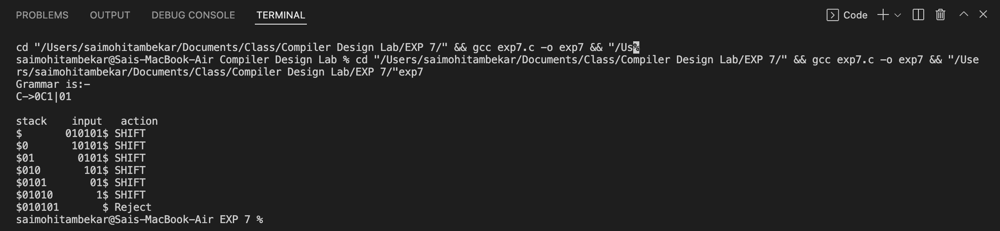 PROBLEMS OUTPUT DEBUG CONSOLE TERMINAL Code
cd "/Users/saimohitambekar/Documents/Class/Compiler Design Lab/EXP 7/" && gcc exp7.c -o exp7 && "/Us%
saimohitambekar@Sais-MacBook-Air Compiler Design Lab % cd "/Users/saimohitambekar/Documents/Class/Compiler Design Lab/EXP 7/" && gcc exp7.c -o exp7 && "/Use
rs/saimohitambekar/Documents/Class/Compiler Design Lab/EXP 7/"exp7
Grammar is:-
C->0C1|01
stack    input   action
$       010101$ SHIFT
$0       10101$ SHIFT
$01       0101$ SHIFT
$010       101$ SHIFT
$0101       01$ SHIFT
$01010       1$ SHIFT
$010101       $ Reject
saimohitambekar@Sais-MacBook-Air EXP 7 %